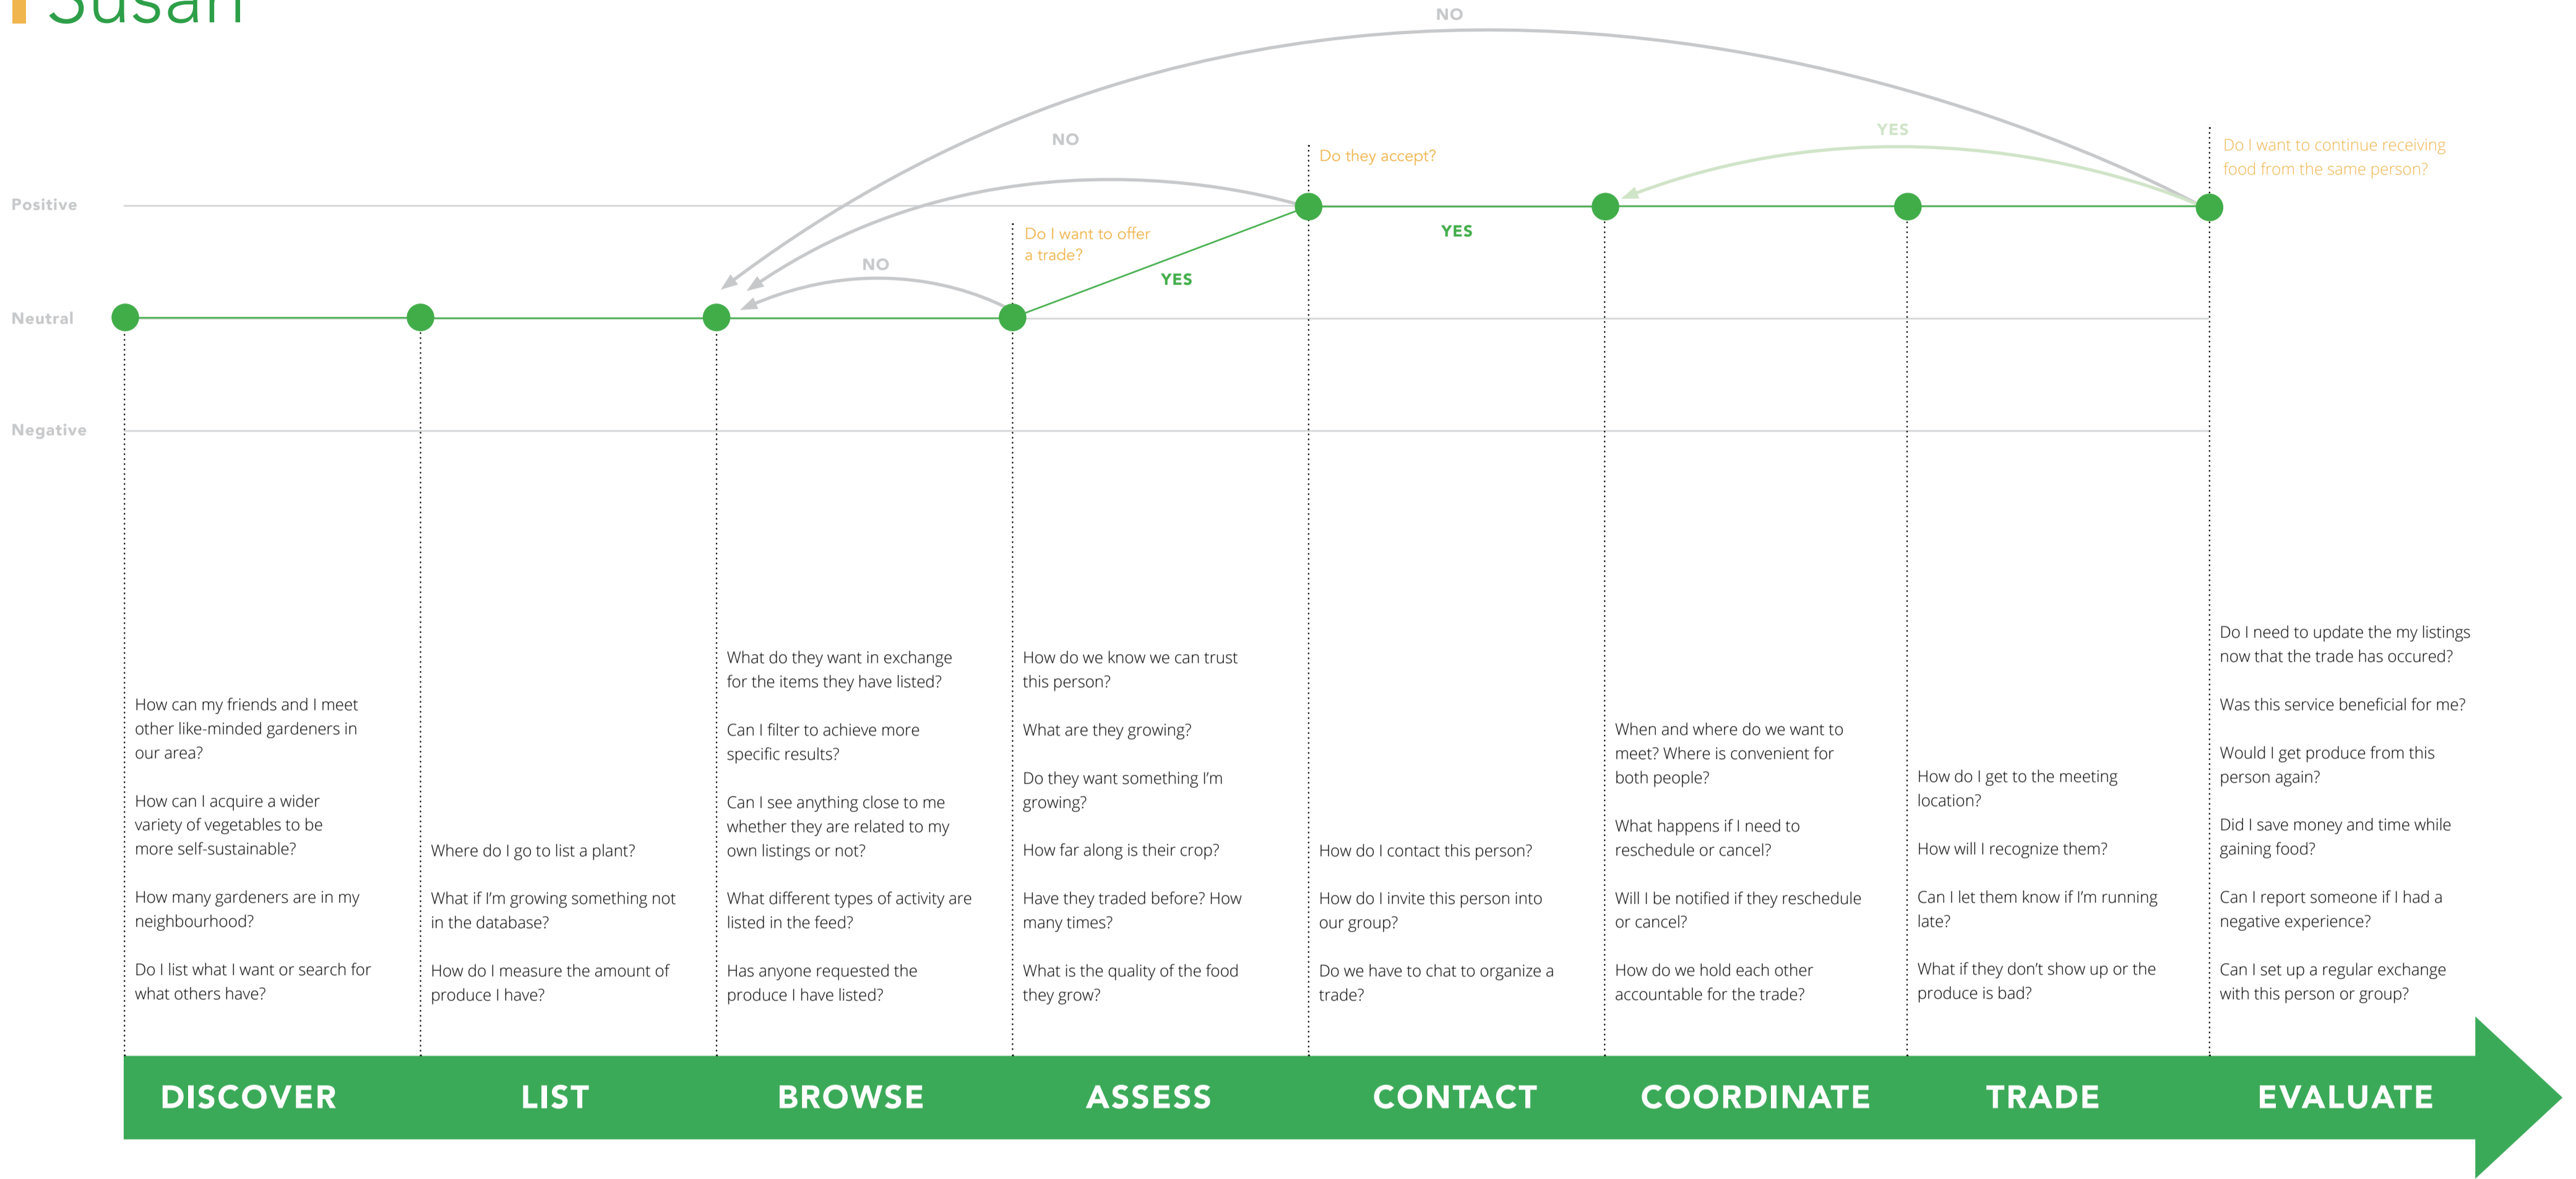 Susan
NO
NO
YES
Do they accept?
Do I want to continue receiving
food from the same person?
Positive
Do I want to offer
a trade?
YES
NO
YES
Neutral
Negative
How can my friends and I meet
other like-minded gardeners in
our area?
How can I acquire a wider
variety of vegetables to be
more self-sustainable?
How many gardeners are in my
neighbourhood?
Do I list what I want or search for
what others have?
Where do I go to list a plant?
What if I'm growing something not
in the database?
How do I measure the amount of
produce I have?
What do they want in exchange
for the items they have listed?
Can I filter to achieve more
specific results?
Can I see anything close to me
whether they are related to my
own listings or not?
What different types of activity are
listed in the feed?
Has anyone requested the
produce I have listed?
How do we know we can trust
this person?
What are they growing?
Do they want something I'm
growing?
How far along is their crop?
Have they traded before? How
many times?
What is the quality of the food
they grow?
How do I contact this person?
How do I invite this person into
our group?
Do we have to chat to organize a
trade?
When and where do we want to
meet? Where is convenient for
both people?
What happens if I need to
reschedule or cancel?
Will I be notified if they reschedule
or cancel?
How do we hold each other
accountable for the trade?
How do I get to the meeting
location?
How will I recognize them?
Can I let them know if I'm running
late?
What if they don't show up or the
produce is bad?
Do I need to update the my listings
now that the trade has occured?
Was this service beneficial for me?
Would I get produce from this
person again?
Did I save money and time while
gaining food?
Can I report someone if I had a
negative experience?
Can I set up a regular exchange
with this person or group?
DISCOVER
LIST
BROWSE
ASSESS
CONTACT
COORDINATE
TRADE
EVALUATE